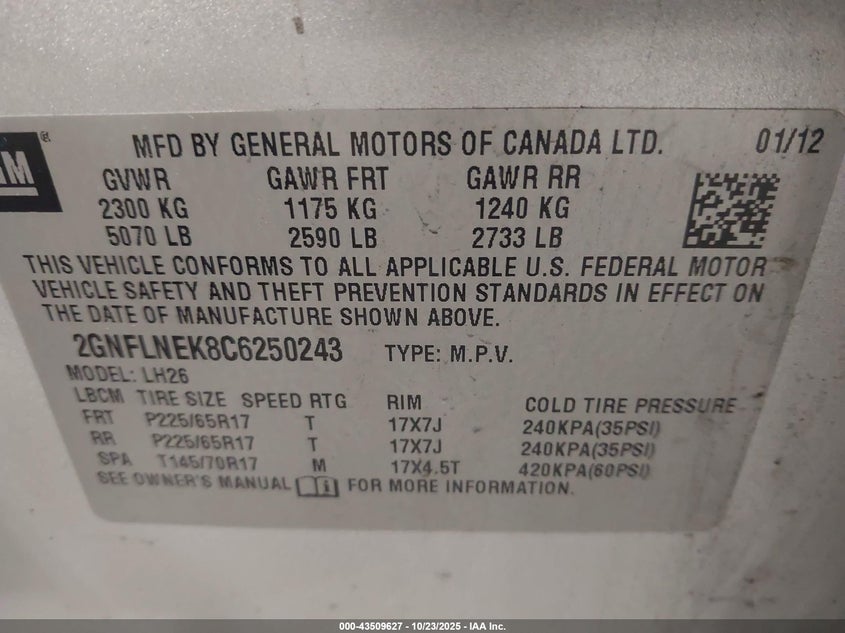 GM ®
MFD BY GENERAL MOTORS OF CANADA LTD. 01/12
GVWR GAWR FRT GAWR RR
2300 KG 1175 KG 1240 KG
5070 LB 2590 LB 2733 LB
THIS VEHICLE CONFORMS TO ALL APPLICABLE U.S. FEDERAL MOTOR
VEHICLE SAFETY AND THEFT PREVENTION STANDARDS IN EFFECT ON
THE DATE OF MANUFACTURE SHOWN ABOVE.
2GNFLNEK8C6250243 TYPE: M.P.V.
MODEL: LH26
LBCM TIRE SIZE SPEED RTG RIM COLD TIRE PRESSURE
FRT P225/65R17 T 17X7J 240KPA(35PSI)
RR P225/65R17 T 17X7J 240KPA(35PSI)
SPA T145/70R17 M 17X4.5T 420KPA(60PSI)
SEE OWNER'S MANUAL FOR MORE INFORMATION.
000-43509627 - 10/23/2025 - IAA Inc.